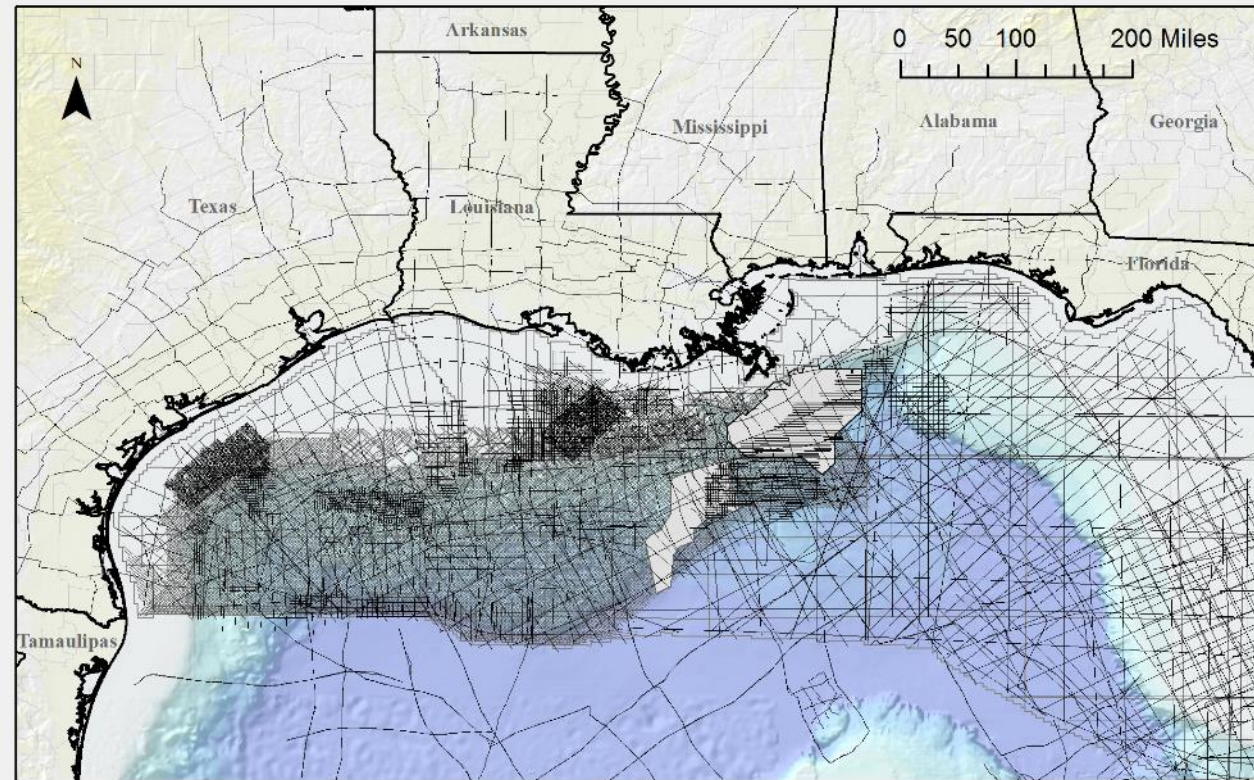 Arkansas
0 50 100 200 Miles
N
Mississippi
Alabama
Georgia
Texas
Louisiana
Florida
Tamaulipas